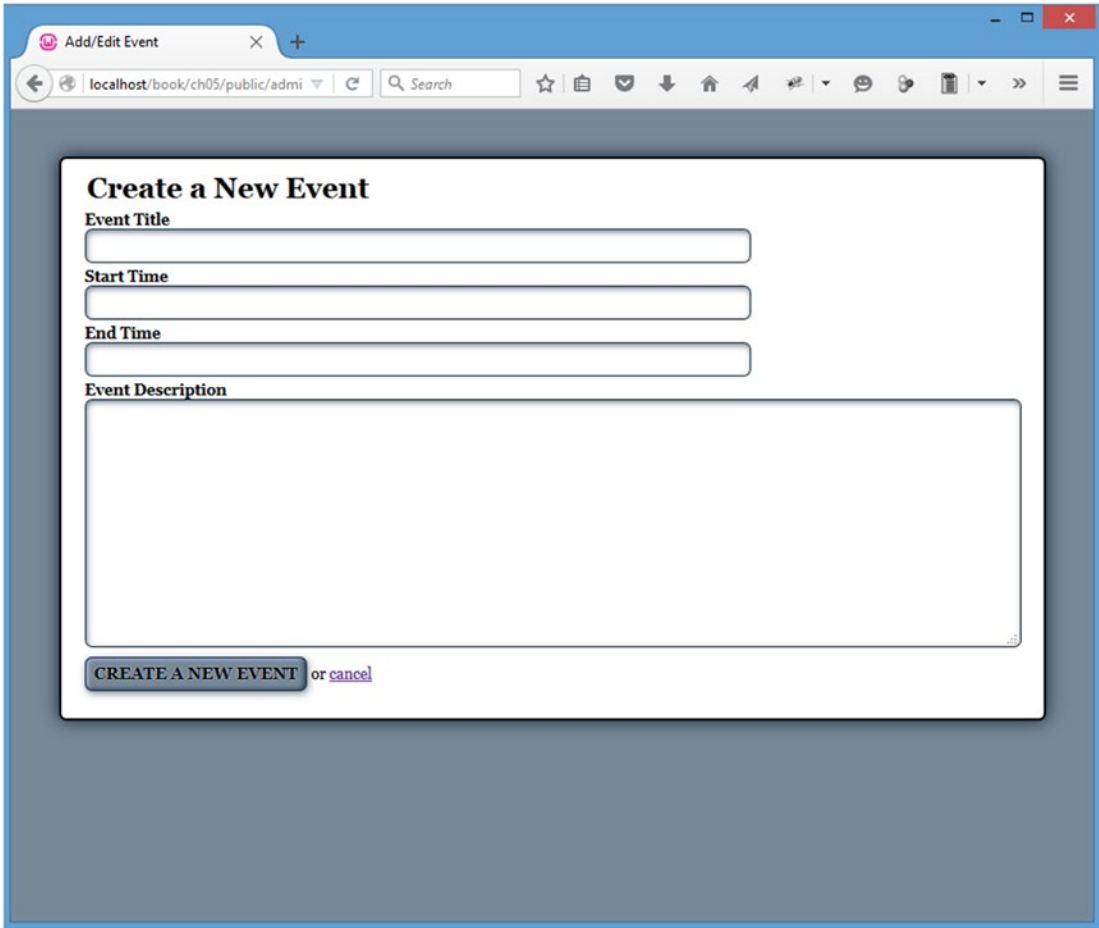 Add/Edit Event
localhost/book/ch05/public/admi
Search
Create a New Event
Event Title
Start Time
End Time
Event Description
CREATE A NEW EVENT or cancel